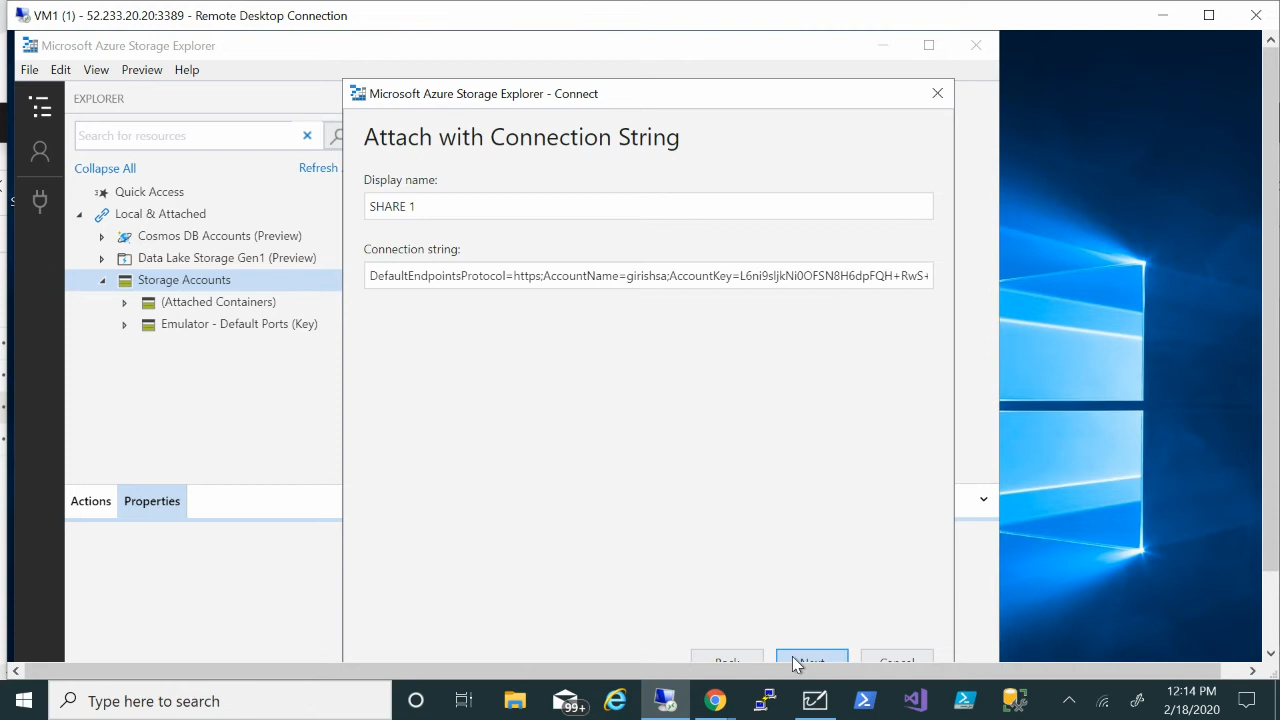 VM1 (1) - 52.233.20.20:3389 - Remote Desktop Connection
Microsoft Azure Storage Explorer
File Edit View Preview Help
EXPLORER
Search for resources
Collapse All Refresh
Quick Access
Local & Attached
Cosmos DB Accounts (Preview)
Data Lake Storage Gen1 (Preview)
Storage Accounts
(Attached Containers)
Emulator - Default Ports (Key)
Actions Properties
Microsoft Azure Storage Explorer - Connect
Attach with Connection String
Display name:
SHARE 1
Connection string:
DefaultEndpointsProtocol=https;AccountName=girishsa;AccountKey=
Back Next Cancel
Type here to search
99+
12:14 PM
2/18/2020